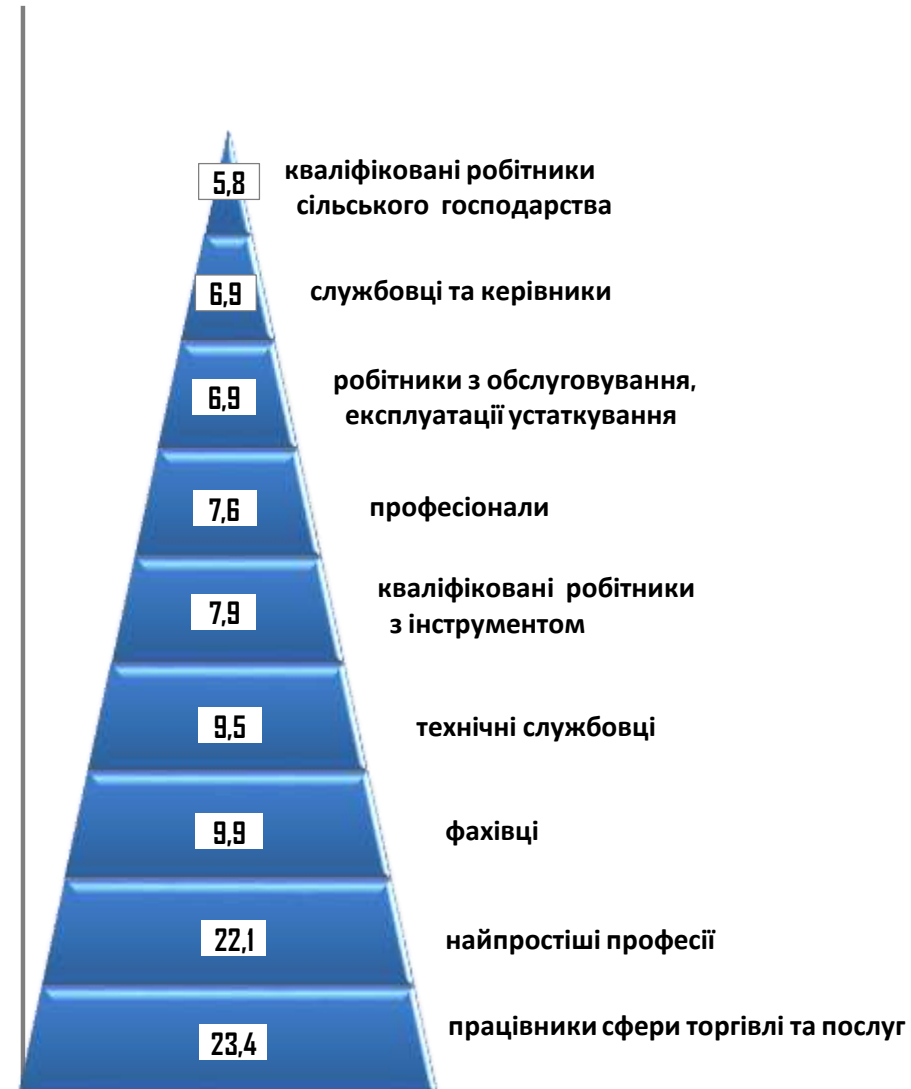 5,8
кваліфіковані робітники
сільського господарства
6,9
службовці та керівники
6,9
робітники з обслуговування,
експлуатації устаткування
7,6
професіонали
7,9
кваліфіковані робітники
з інструментом
9,5
технічні службовці
9,9
фахівці
22,1
найпростіші професії
23,4
працівники сфери торгівлі та послуг